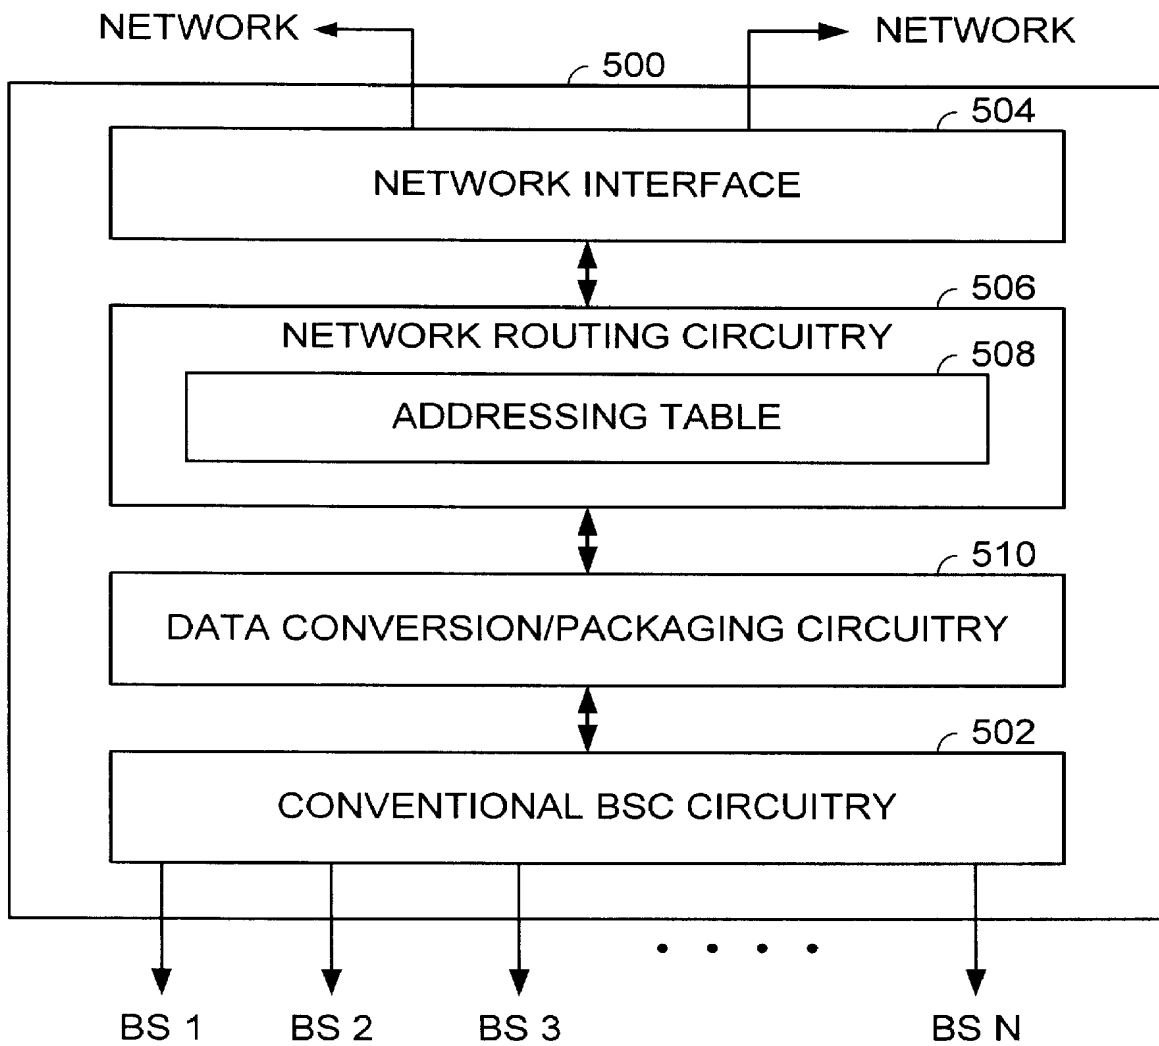 NETWORK
NETWORK
500
504
NETWORK INTERFACE
506
NETWORK ROUTING CIRCUITRY
508
ADDRESSING TABLE
510
DATA CONVERSION/PACKAGING CIRCUITRY
502
CONVENTIONAL BSC CIRCUITRY
BS 1 BS 2 BS 3 BS N